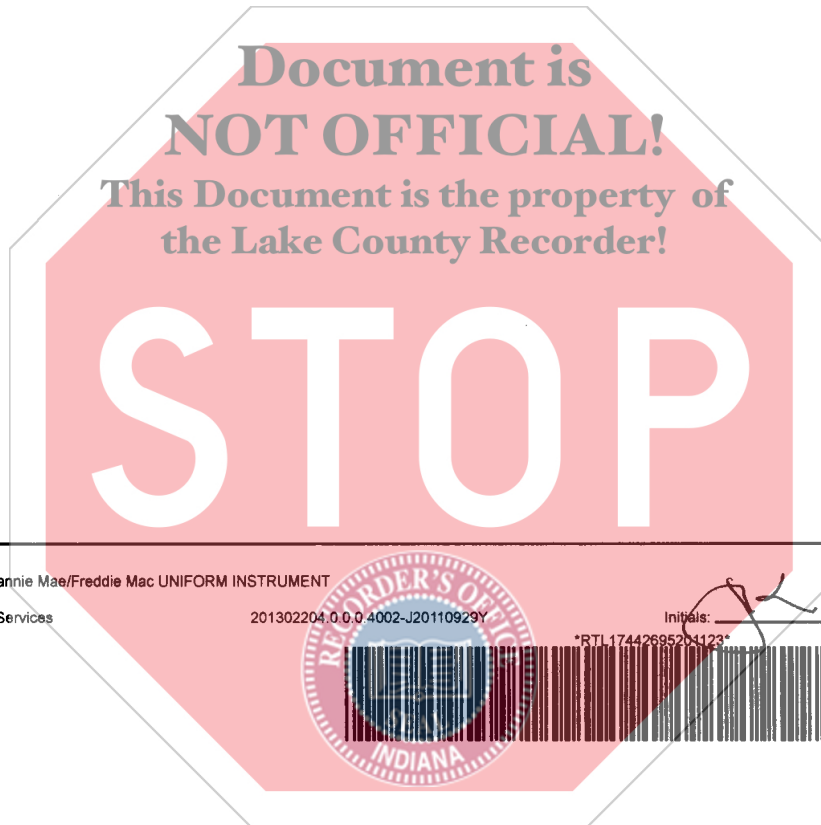 Document is
NOT OFFICIAL!
This Document is the property of
the Lake County Recorder!
STOP
annie Mae/Freddie Mac UNIFORM INSTRUMENT
Services 201302204.0.0.0.4002-J20110929Y Initials:
*RTL17442695201123*
RECORDER'S OFFICE
SEAL
INDIANA